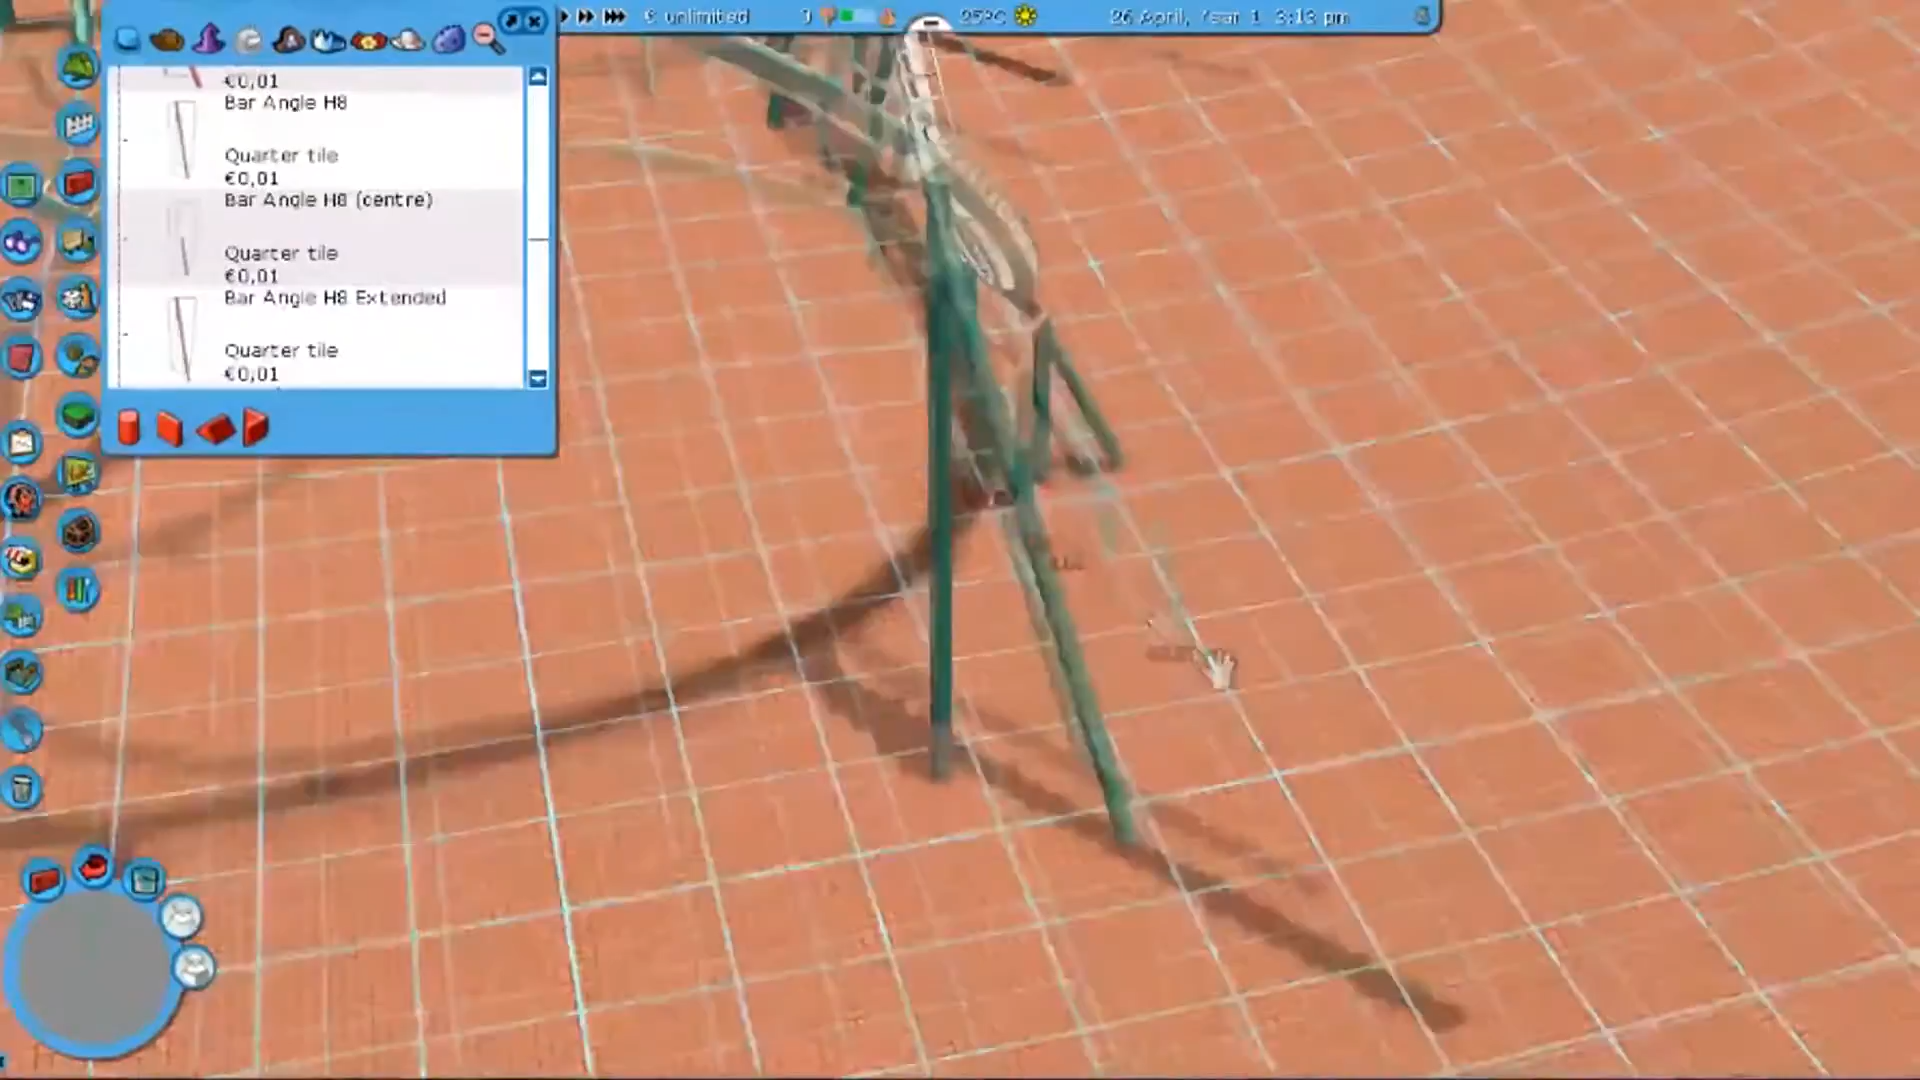 € unlimited
25°C
26 April, Year 1 3:13 pm
€0,01
Bar Angle H8
Quarter tile
€0,01
Bar Angle H8 (centre)
Quarter tile
€0,01
Bar Angle H8 Extended
Quarter tile
€0,01